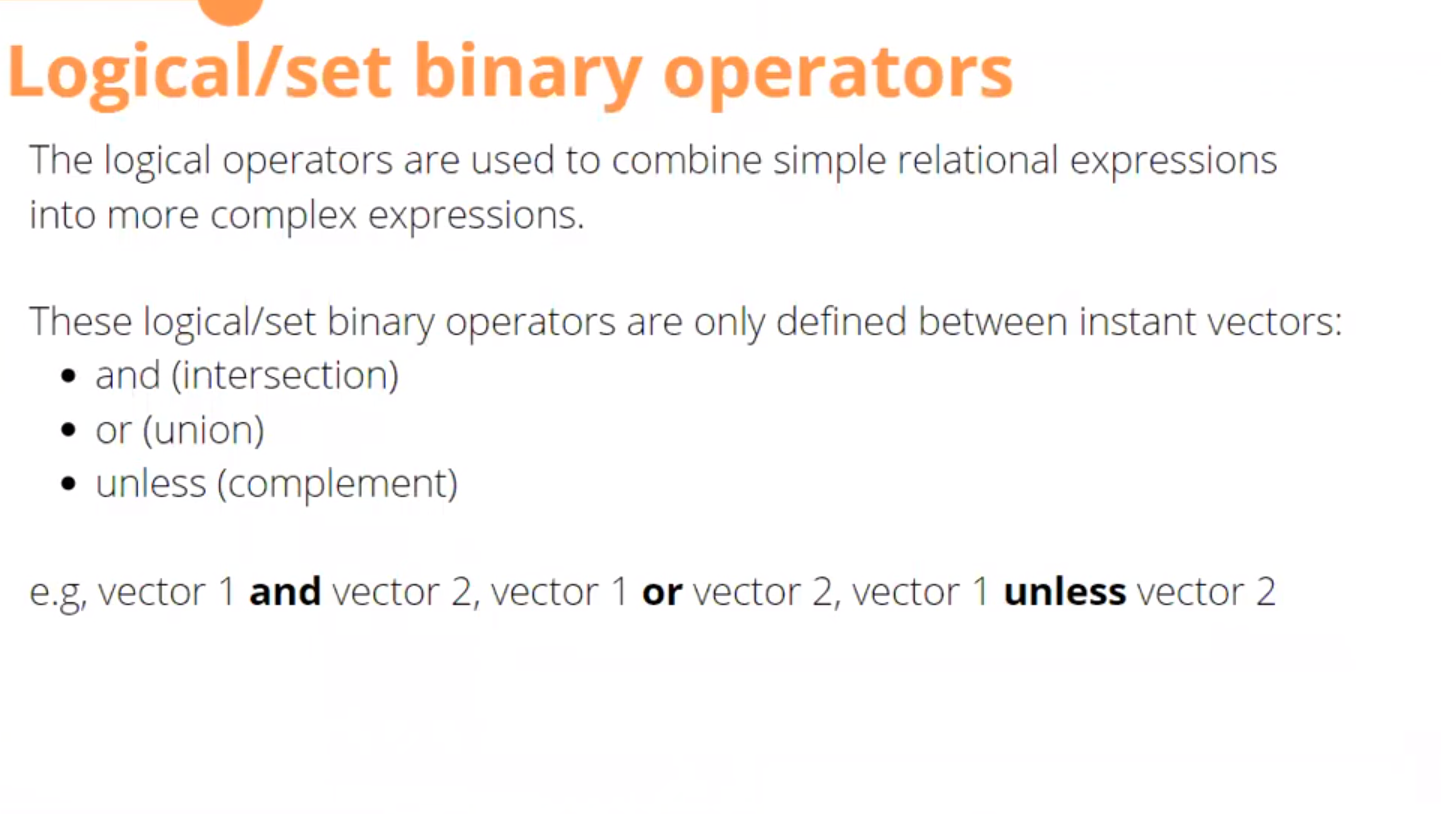 Logical/set binary operators
The logical operators are used to combine simple relational expressions
into more complex expressions.
These logical/set binary operators are only defined between instant vectors:
• and (intersection)
• or (union)
• unless (complement)
e.g, vector 1 and vector 2, vector 1 or vector 2, vector 1 unless vector 2